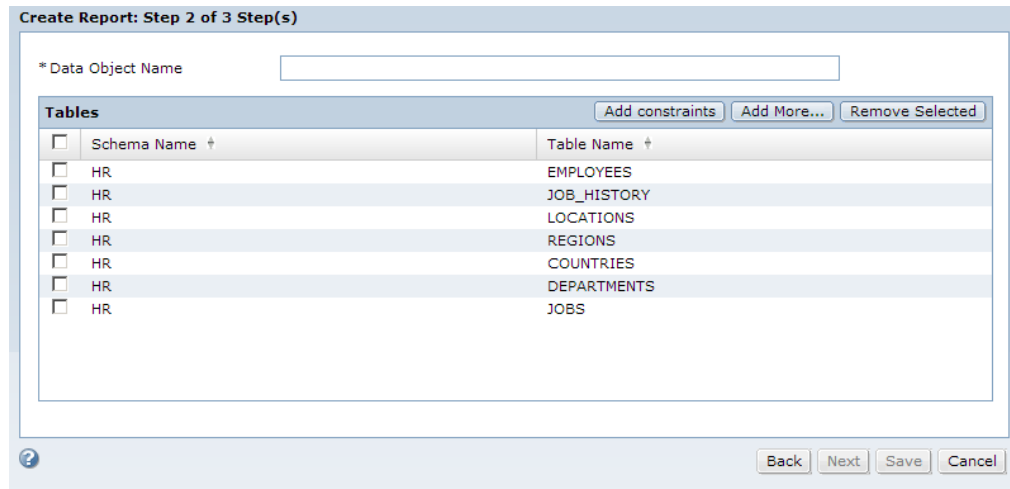 Create Report: Step 2 of 3 Step(s)
* Data Object Name
Tables Add constraints Add More... Remove Selected
Schema Name Table Name
HR EMPLOYEES
HR JOB_HISTORY
HR LOCATIONS
HR REGIONS
HR COUNTRIES
HR DEPARTMENTS
HR JOBS
? Back Next Save Cancel